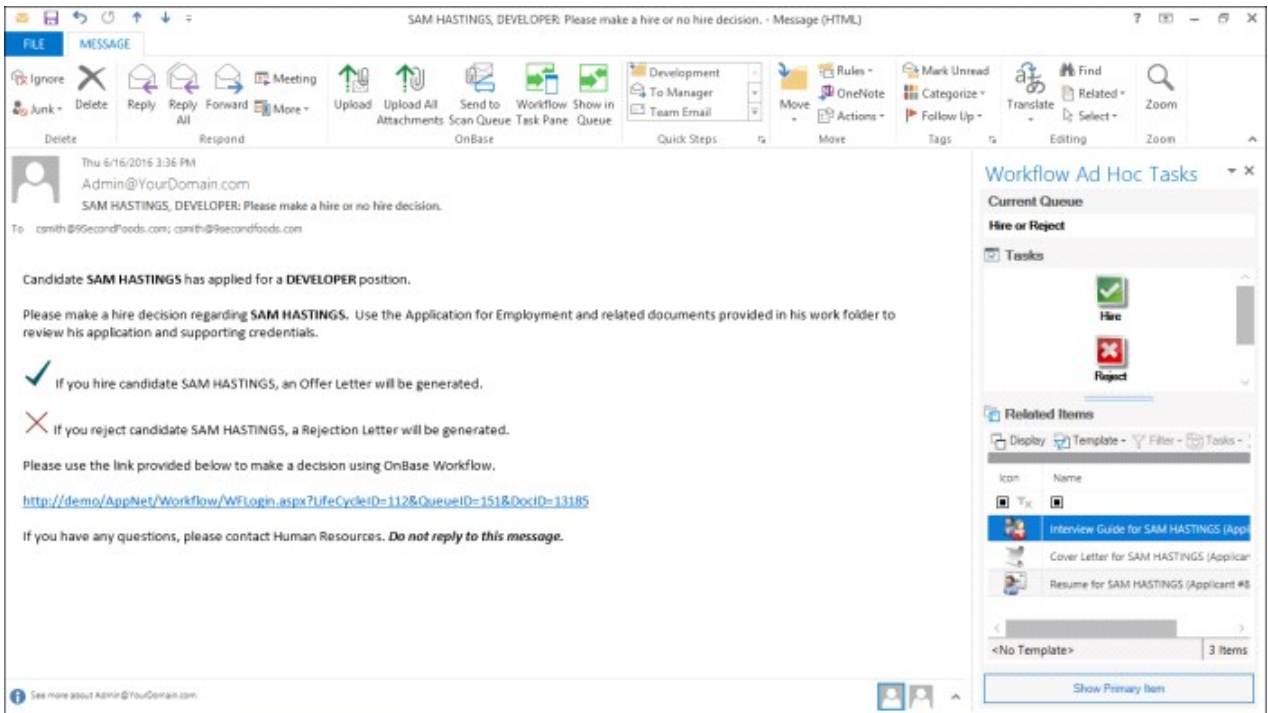 SAM HASTINGS, DEVELOPER: Please make a hire or no hire decision. - Message (HTML)
FILE
MESSAGE
Ignore
Junk
Delete
Reply
Reply All
Forward
Meeting
More
Upload
Upload All Attachments
Send to Scan Queue
Workflow Task Pane
Show in Queue
Development
To Manager
Team Email
Move
Rules
OneNote
Actions
Mark Unread
Categorize
Follow Up
Translate
Find
Related
Select
Zoom
Delete
Respond
OnBase
Quick Steps
Move
Tags
Editing
Zoom
Thu 6/16/2016 3:36 PM
Admin@YourDomain.com
SAM HASTINGS, DEVELOPER: Please make a hire or no hire decision.
To csmith@9SecondFoods.com; csmith@9secondfoods.com
Candidate SAM HASTINGS has applied for a DEVELOPER position.
Please make a hire decision regarding SAM HASTINGS. Use the Application for Employment and related documents provided in his work folder to
review his application and supporting credentials.
If you hire candidate SAM HASTINGS, an Offer Letter will be generated.
If you reject candidate SAM HASTINGS, a Rejection Letter will be generated.
Please use the link provided below to make a decision using OnBase Workflow.
http://demo/AppNet/Workflow/WFLogin.aspx?LifeCycleID=112&QueueID=151&DocID=13185
If you have any questions, please contact Human Resources. Do not reply to this message.
See more about Admin@YourDomain.com
Workflow Ad Hoc Tasks
Current Queue
Hire or Reject
Tasks
Hire
Reject
Related Items
Display Template Filter Tasks
Icon Name
Interview Guide for SAM HASTINGS (Appl
Cover Letter for SAM HASTINGS (Applican
Resume for SAM HASTINGS (Applicant #8
<No Template> 3 Items
Show Primary Item